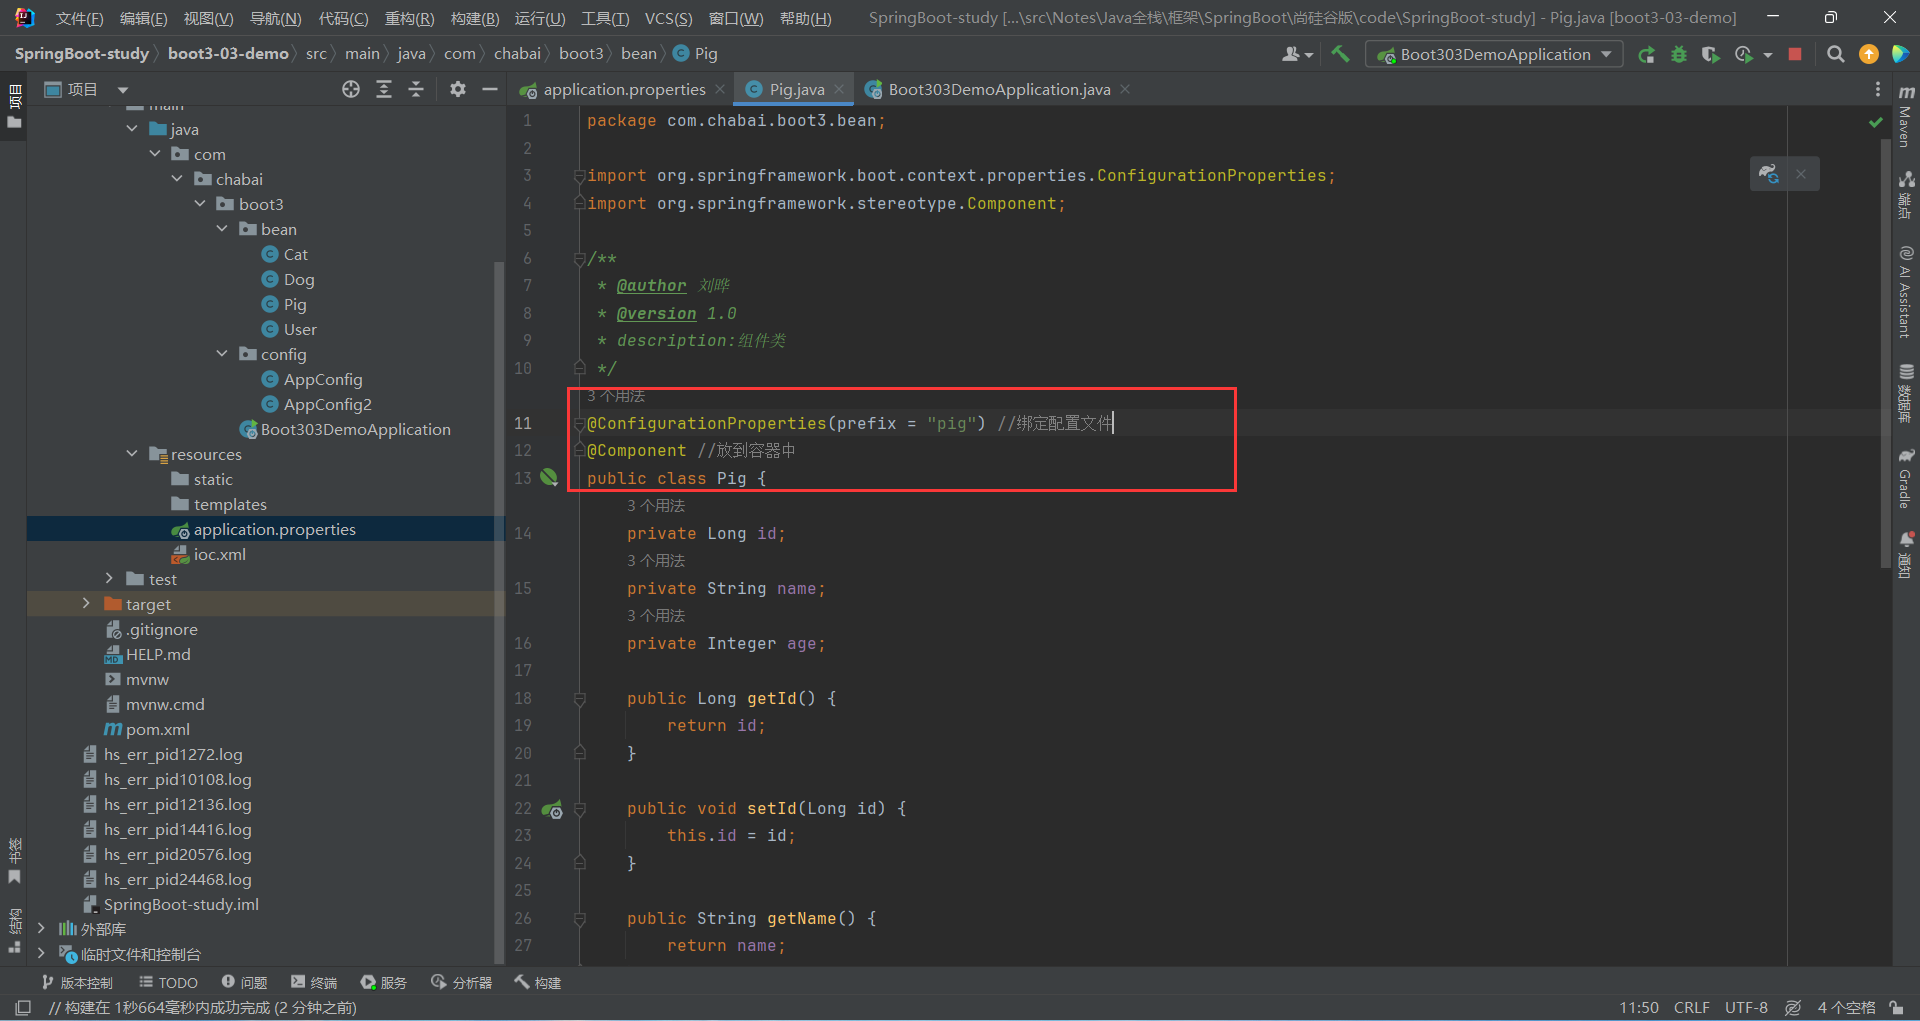 文件(F) 编辑(E) 视图(V) 导航(N) 代码(C) 重构(R) 构建(B) 运行(U) 工具(T) VCS(S) 窗口(W) 帮助(H) SpringBoot-study [...\src\Notes\Java全栈\框架\SpringBoot\尚硅谷版\code\SpringBoot-study] - Pig.java [boot3-03-demo]
SpringBoot-study boot3-03-demo src main java com chabai boot3 bean Pig Boot303DemoApplication
项目
application.properties Pig.java Boot303DemoApplication.java
项目
main
java
com
chabai
boot3
bean
Cat
Dog
Pig
User
config
AppConfig
AppConfig2
Boot303DemoApplication
resources
static
templates
application.properties
ioc.xml
test
target
.gitignore
HELP.md
mvnw
mvnw.cmd
pom.xml
hs_err_pid1272.log
hs_err_pid10108.log
hs_err_pid12136.log
hs_err_pid14416.log
hs_err_pid20576.log
hs_err_pid24468.log
SpringBoot-study.iml
外部库
临时文件和控制台
书签
结构
1 package com.chabai.boot3.bean;
2
3 import org.springframework.boot.context.properties.ConfigurationProperties;
4 import org.springframework.stereotype.Component;
5
6 /**
7 * @author 刘晔
8 * @version 1.0
9 * description:组件类
10 */
3 个用法
11 @ConfigurationProperties(prefix = "pig") //绑定配置文件
12 @Component //放到容器中
13 public class Pig {
3 个用法
14 private Long id;
3 个用法
15 private String name;
3 个用法
16 private Integer age;
17
18 public Long getId() {
19 return id;
20 }
21
22 public void setId(Long id) {
23 this.id = id;
24 }
25
26 public String getName() {
27 return name;
Maven
端点
AI Assistant
数据库
Gradle
通知
版本控制 TODO 问题 终端 服务 分析器 构建
// 构建在 1秒664毫秒内成功完成 (2 分钟之前) 11:50 CRLF UTF-8 4 个空格